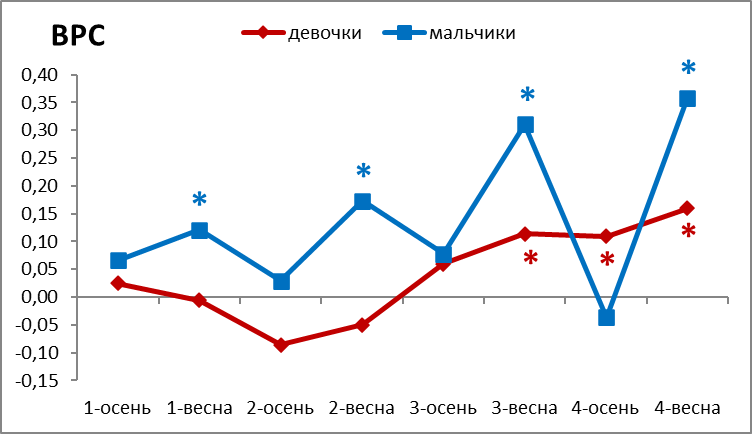 ВРС
девочки мальчики
0,40
0,35
0,30
0,25
0,20
0,15
0,10
0,05
0,00
-0,05
-0,10
-0,15
* * * *
* * *
1-осень 1-весна 2-осень 2-весна 3-осень 3-весна 4-осень 4-весна